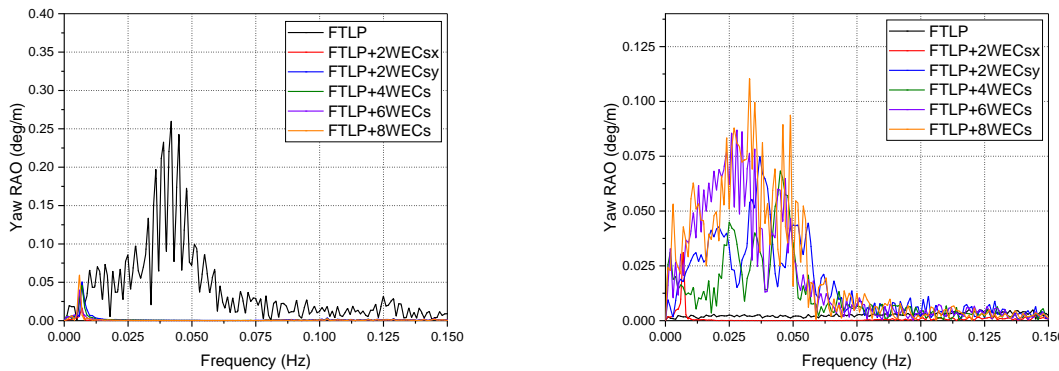 Yaw RAO (deg/m)
0.40
0.35
0.30
0.25
0.20
0.15
0.10
0.05
0.00
0.000 0.025 0.050 0.075 0.100 0.125 0.150
Frequency (Hz)
FTLP
FTLP+2WECsx
FTLP+2WECsy
FTLP+4WECs
FTLP+6WECs
FTLP+8WECs
Yaw RAO (deg/m)
0.125
0.100
0.075
0.050
0.025
0.000
0.000 0.025 0.050 0.075 0.100 0.125 0.150
Frequency (Hz)
FTLP
FTLP+2WECsx
FTLP+2WECsy
FTLP+4WECs
FTLP+6WECs
FTLP+8WECs